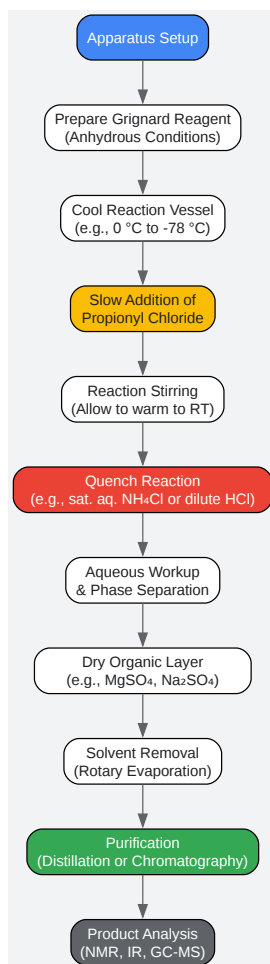 Apparatus Setup
Prepare Grignard Reagent
(Anhydrous Conditions)
Cool Reaction Vessel
(e.g., 0 °C to -78 °C)
Slow Addition of
Propionyl Chloride
Reaction Stirring
(Allow to warm to RT)
Quench Reaction
(e.g., sat. aq. NH₄Cl or dilute HCl)
Aqueous Workup
& Phase Separation
Dry Organic Layer
(e.g., MgSO₄, Na₂SO₄)
Solvent Removal
(Rotary Evaporation)
Purification
(Distillation or Chromatography)
Product Analysis
(NMR, IR, GC-MS)